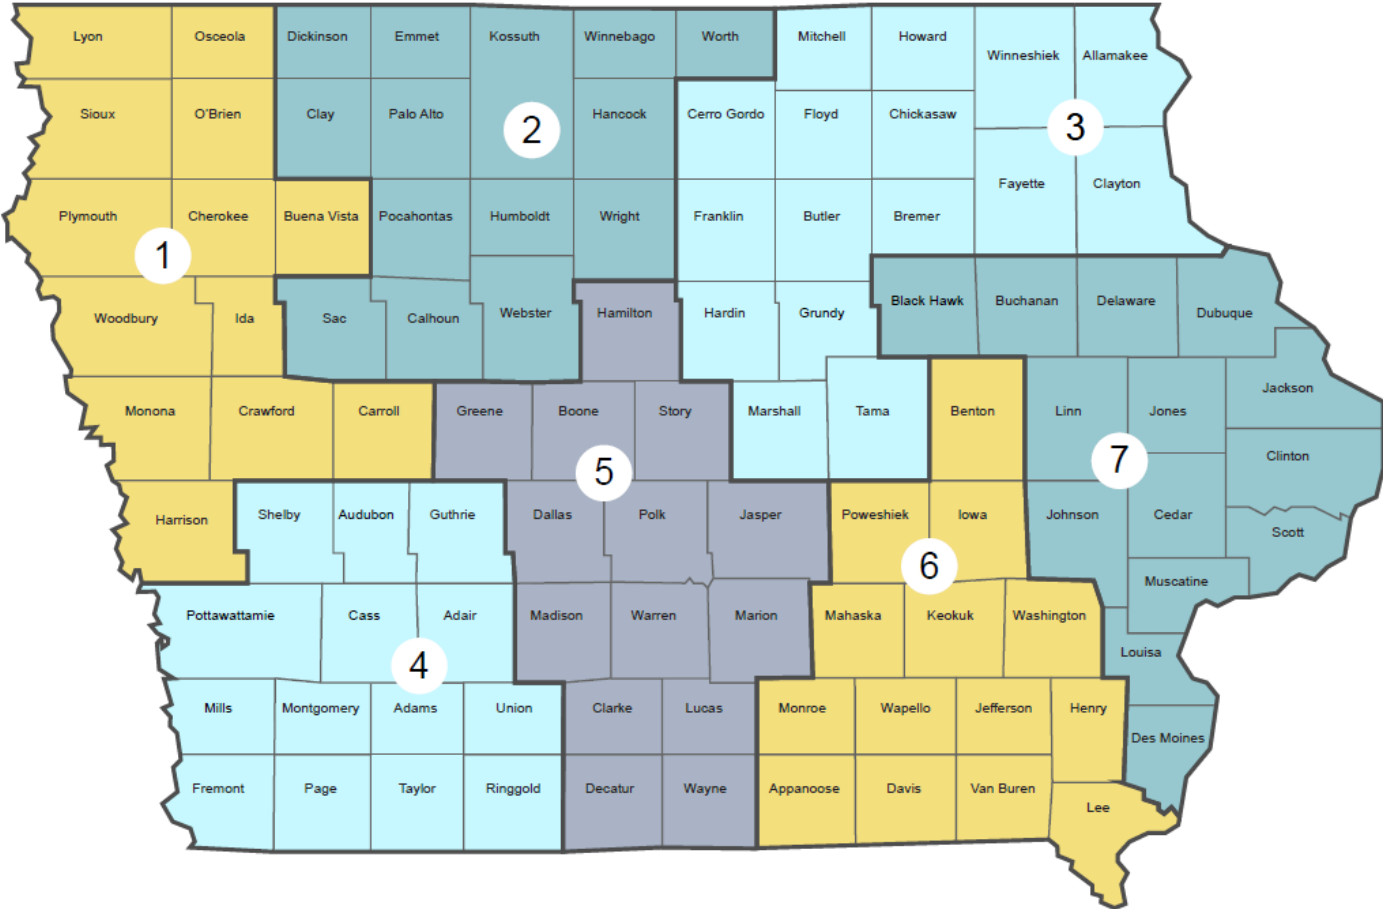 Lyon Osceola Dickinson Emmet Kossuth Winnebago Worth Mitchell Howard
Winneshiek Allamakee
Sioux O'Brien Clay Palo Alto Hancock Cerro Gordo Floyd Chickasaw
2 3
Fayette Clayton
Plymouth Cherokee Buena Vista Pocahontas Humboldt Wright Franklin Butler Bremer
1
Black Hawk Buchanan Delaware
Woodbury Ida Sac Calhoun Webster Hamilton Hardin Grundy Dubuque
Jackson
Monona Crawford Carroll Greene Boone Story Marshall Tama Benton Linn Jones
5 7 Clinton
Harrison Shelby Audubon Guthrie Dallas Polk Jasper Poweshiek Iowa Johnson Cedar
Scott
6 Muscatine
Pottawattamie Cass Adair Madison Warren Marion Mahaska Keokuk Washington
4 Louisa
Mills Montgomery Adams Union Clarke Lucas Monroe Wapello Jefferson Henry
Des Moines
Fremont Page Taylor Ringgold Decatur Wayne Appanoose Davis Van Buren
Lee